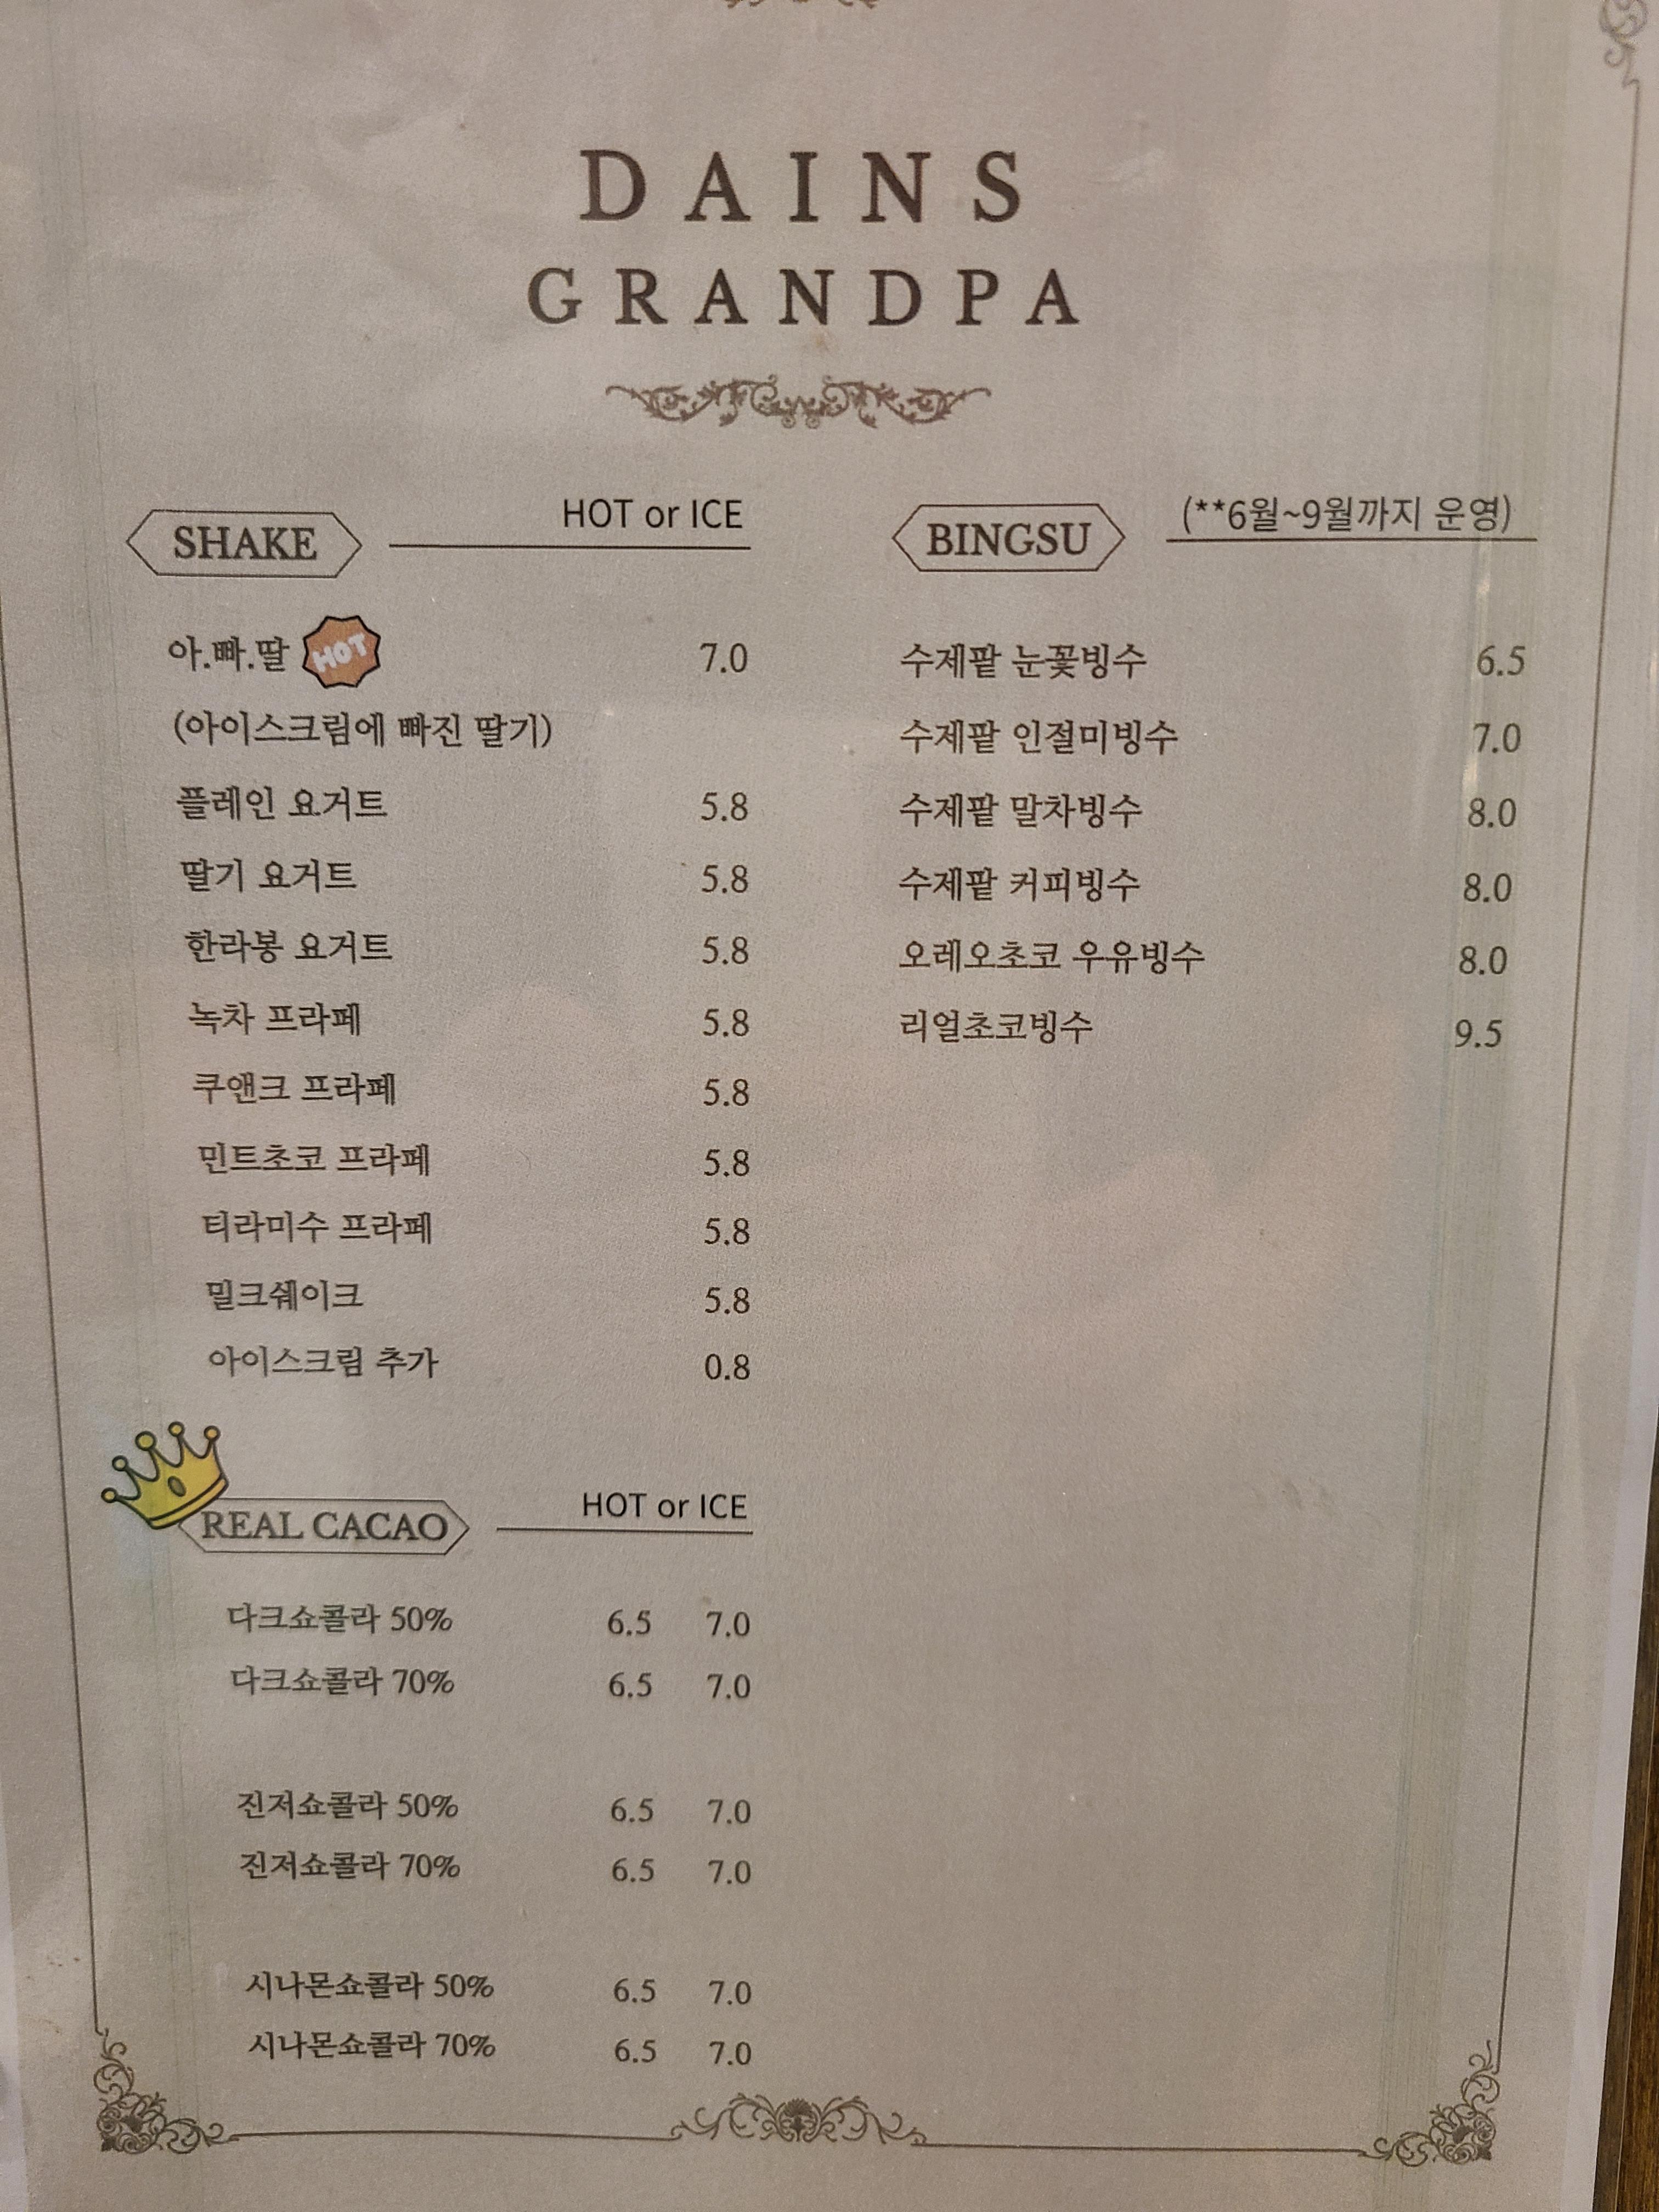 DAINS
GRANDPA
SHAKE HOT or ICE
아.빠.딸 HOT 7.0
(아이스크림에 빠진 딸기)
플레인 요거트 5.8
딸기 요거트 5.8
한라봉 요거트 5.8
녹차 프라페 5.8
쿠앤크 프라페 5.8
민트초코 프라페 5.8
티라미수 프라페 5.8
밀크쉐이크 5.8
아이스크림 추가 0.8
REAL CACAO HOT or ICE
다크쇼콜라 50% 6.5 7.0
다크쇼콜라 70% 6.5 7.0
진저쇼콜라 50% 6.5 7.0
진저쇼콜라 70% 6.5 7.0
시나몬쇼콜라 50% 6.5 7.0
시나몬쇼콜라 70% 6.5 7.0
BINGSU (**6월~9월까지 운영)
수제팥 눈꽃빙수 6.5
수제팥 인절미빙수 7.0
수제팥 말차빙수 8.0
수제팥 커피빙수 8.0
오레오초코 우유빙수 8.0
리얼초코빙수 9.5